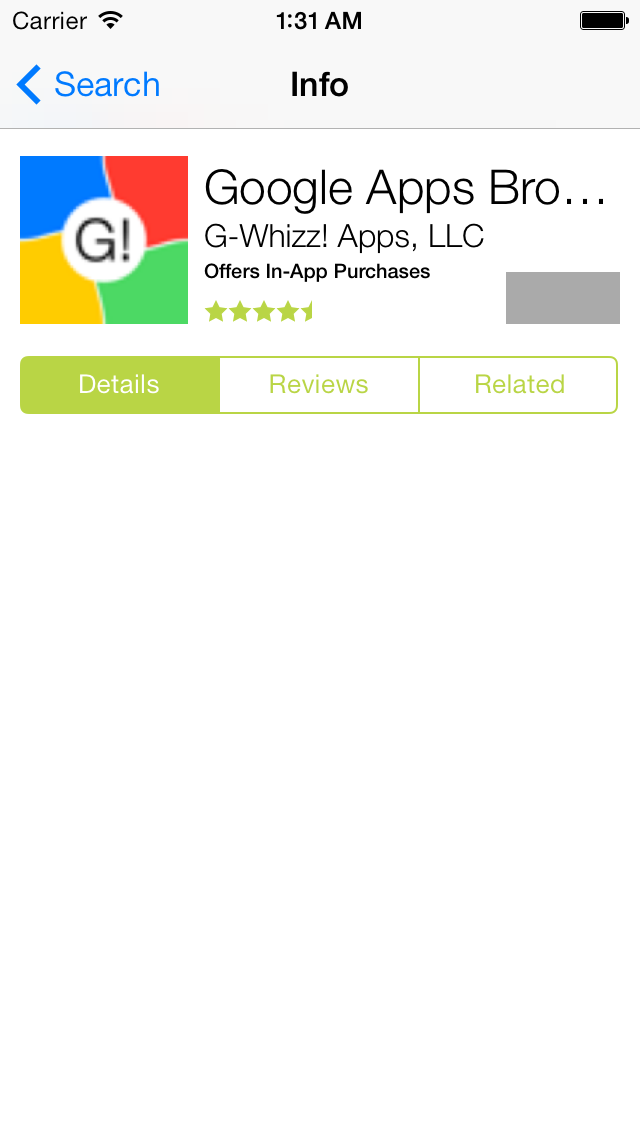 Carrier 1:31 AM
Search Info
G!
Google Apps Bro...
G-Whizz! Apps, LLC
Offers In-App Purchases
Details Reviews Related